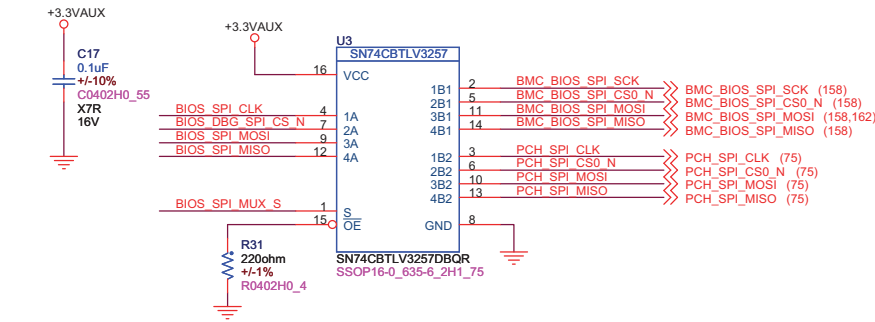 +3.3VAUX
C17
0.1uF
+/-10%
C0402H0_55
X7R
16V
+3.3VAUX
U3
SN74CBTLV3257
16 VCC
BIOS_SPI_CLK 4 1A
BIOS_DBG_SPI_CS_N 7 2A
BIOS_SPI_MOSI 9 3A
BIOS_SPI_MISO 12 4A
BIOS_SPI_MUX_S 1 S
15 OE
1B1 2 BMC_BIOS_SPI_SCK BMC_BIOS_SPI_SCK (158)
2B1 5 BMC_BIOS_SPI_CS0_N BMC_BIOS_SPI_CS0_N (158)
3B1 11 BMC_BIOS_SPI_MOSI BMC_BIOS_SPI_MOSI (158,162)
4B1 14 BMC_BIOS_SPI_MISO BMC_BIOS_SPI_MISO (158)
1B2 3 PCH_SPI_CLK PCH_SPI_CLK (75)
2B2 6 PCH_SPI_CS0_N PCH_SPI_CS0_N (75)
3B2 10 PCH_SPI_MOSI PCH_SPI_MOSI (75)
4B2 13 PCH_SPI_MISO PCH_SPI_MISO (75)
GND 8
R31
220ohm
+/-1%
R0402H0_4
SN74CBTLV3257DBQR
SSOP16-0_635-6_2H1_75